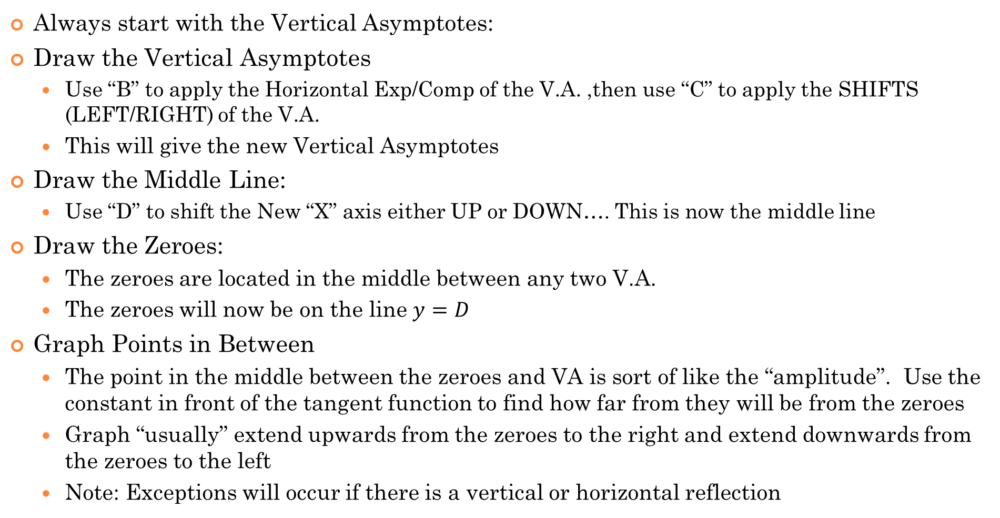 Always start with the Vertical Asymptotes:
Draw the Vertical Asymptotes
Use “B” to apply the Horizontal Exp/Comp of the V.A. ,then use “C” to apply the SHIFTS
(LEFT/RIGHT) of the V.A.
This will give the new Vertical Asymptotes
Draw the Middle Line:
Use “D” to shift the New “X” axis either UP or DOWN…. This is now the middle line
Draw the Zeroes:
The zeroes are located in the middle between any two V.A.
The zeroes will now be on the line y = D
Graph Points in Between
The point in the middle between the zeroes and VA is sort of like the “amplitude”. Use the
constant in front of the tangent function to find how far from they will be from the zeroes
Graph “usually” extend upwards from the zeroes to the right and extend downwards from
the zeroes to the left
Note: Exceptions will occur if there is a vertical or horizontal reflection